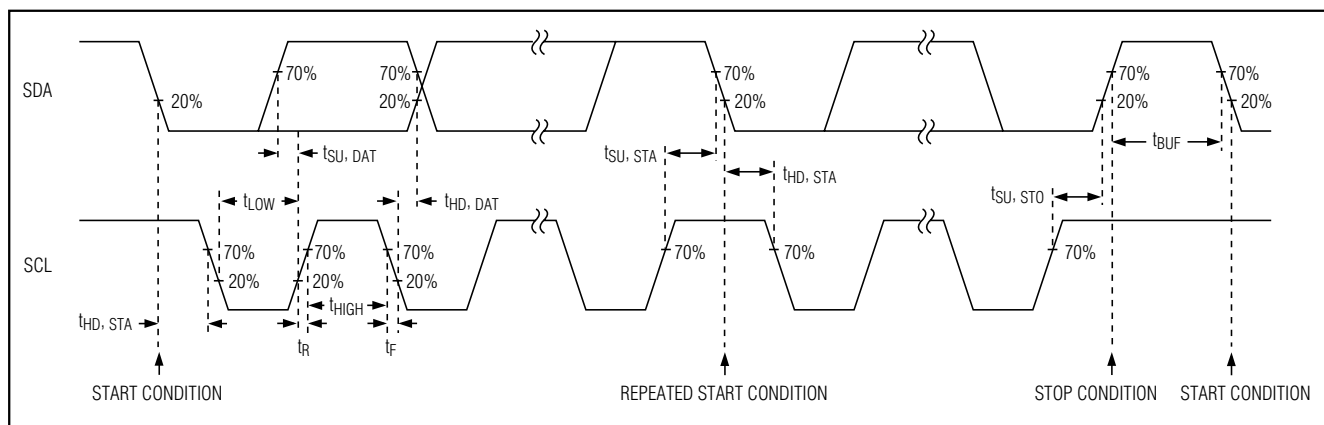 SDA
20%
70%
70%
20%
70%
20%
70%
20%
70%
20%
tSU, DAT
tSU, STA
tBUF
tHD, STA
tSU, STO
tLOW
tHD, DAT
SCL
70%
20%
70%
20%
70%
20%
70%
70%
70%
tHIGH
tHD, STA
tR
tF
START CONDITION
REPEATED START CONDITION
STOP CONDITION
START CONDITION